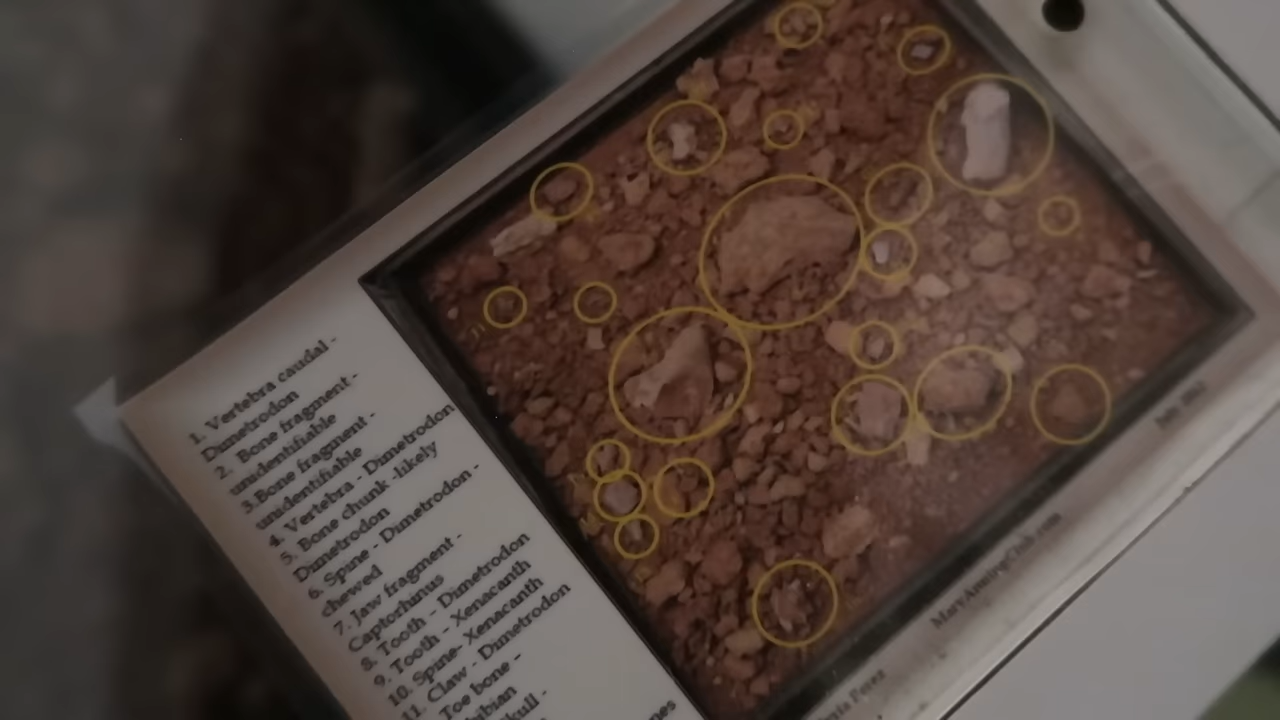 1. Vertebra caudal -
Dimetrodon
2. Bone fragment -
unidentifiable
3.Bone fragment -
unidentifiable
4. Vertebra - Dimetrodon
5. Bone chunk -likely
Dimetrodon
6. Spine - Dimetrodon -
chewed
7. Jaw fragment -
Captorhinus
8. Tooth - Dimetrodon
9. Tooth - Xenacanth
10. Spine- Xenacanth
11. Claw - Dimetrodon
Toe bone -
MaryAnningClub.com
Perez